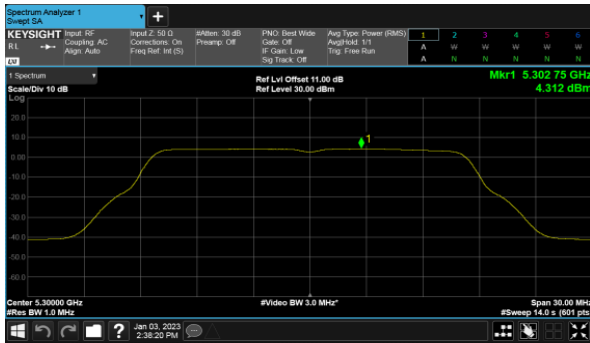 Spectrum Analyzer 1
Swept SA
KEYSIGHT
RL
Input: RF
Coupling: AC
Align: Auto
Input Z: 50 Ω
Corrections: On
Freq Ref: Int (S)
#Atten: 30 dB
Preamp: Off
PNO: Best Wide
Gate: Off
IF Gain: Low
Sig Track: Off
Avg Type: Power (RMS)
Avg|Hold: 1/1
Trig: Free Run
1 2 3 4 5 6
A W W W W W
A N N N N N
1 Spectrum
Scale/Div 10 dB
Ref Lvl Offset 11.00 dB
Ref Level 30.00 dBm
Mkr1 5.302 75 GHz
4.312 dBm
Log
20.0
10.0
0.00
-10.0
-20.0
-30.0
-40.0
-50.0
-60.0
1
Center 5.30000 GHz
#Res BW 1.0 MHz
#Video BW 3.0 MHz*
Span 30.00 MHz
#Sweep 14.0 s (601 pts)
Jan 03, 2023
2:38:20 PM